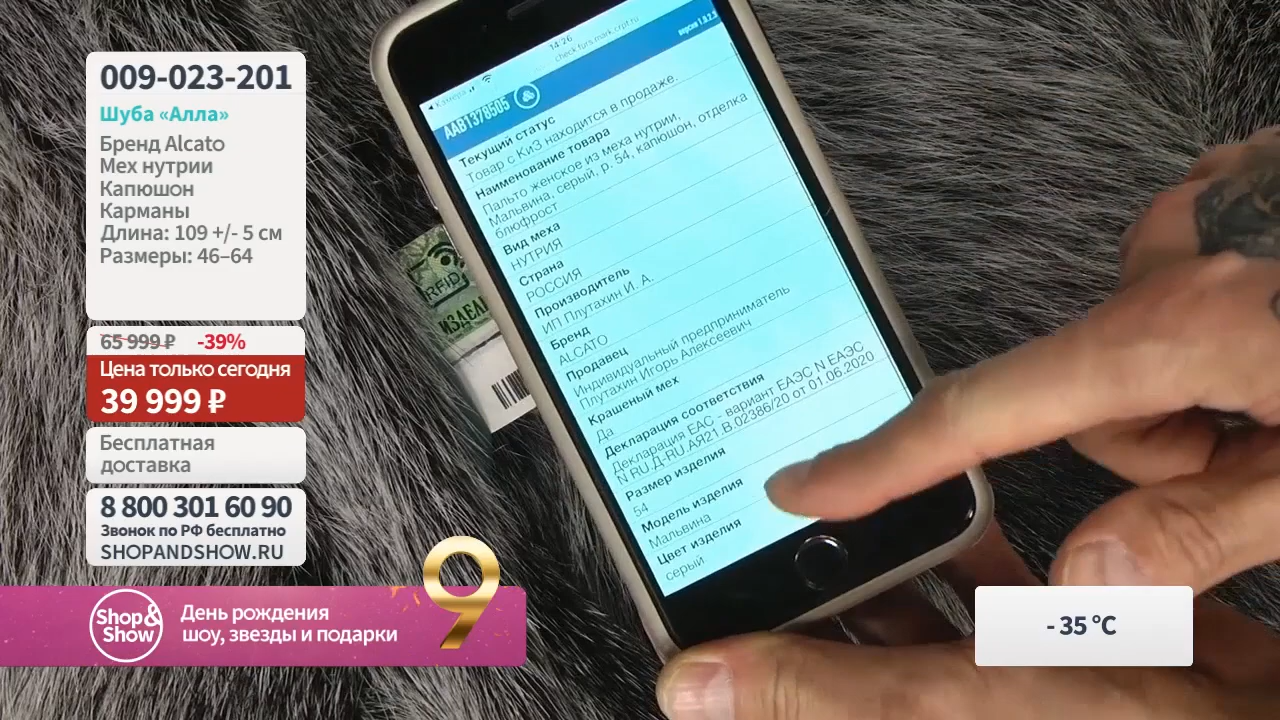 009-023-201
Шуба «Алла»
Бренд Alcato
Мех нутрии
Капюшон
Карманы
Длина: 109 +/- 5 см
Размеры: 46–64
65 999 ₽ -39%
Цена только сегодня
39 999 ₽
Бесплатная
доставка
8 800 301 60 90
Звонок по РФ бесплатно
SHOPANDSHOW.RU
Shop&
Show
День рождения
шоу, звезды и подарки
9
- 35 °C
14:26
check.furs.mark.crpt.ru
AAB1378505
Текущий статус
Товар с КиЗ находится в продаже.
Наименование товара
Пальто женское из меха нутрии,
Мальвина, серый, р. 54, капюшон, отделка
блюфрост
Вид меха
НУТРИЯ
Страна
РОССИЯ
Производитель
ИП Плутахин И. А.
Бренд
ALCATO
Продавец
Индивидуальный предприниматель
Плутахин Игорь Алексеевич
Крашеный мех
Да
Декларация соответствия
Декларация ЕАС - вариант ЕАЭС N ЕАЭС
N RU Д-RU.АЯ21.В.02386/20 от 01.06.2020
Размер изделия
54
Модель изделия
Мальвина
Цвет изделия
серый
RFID